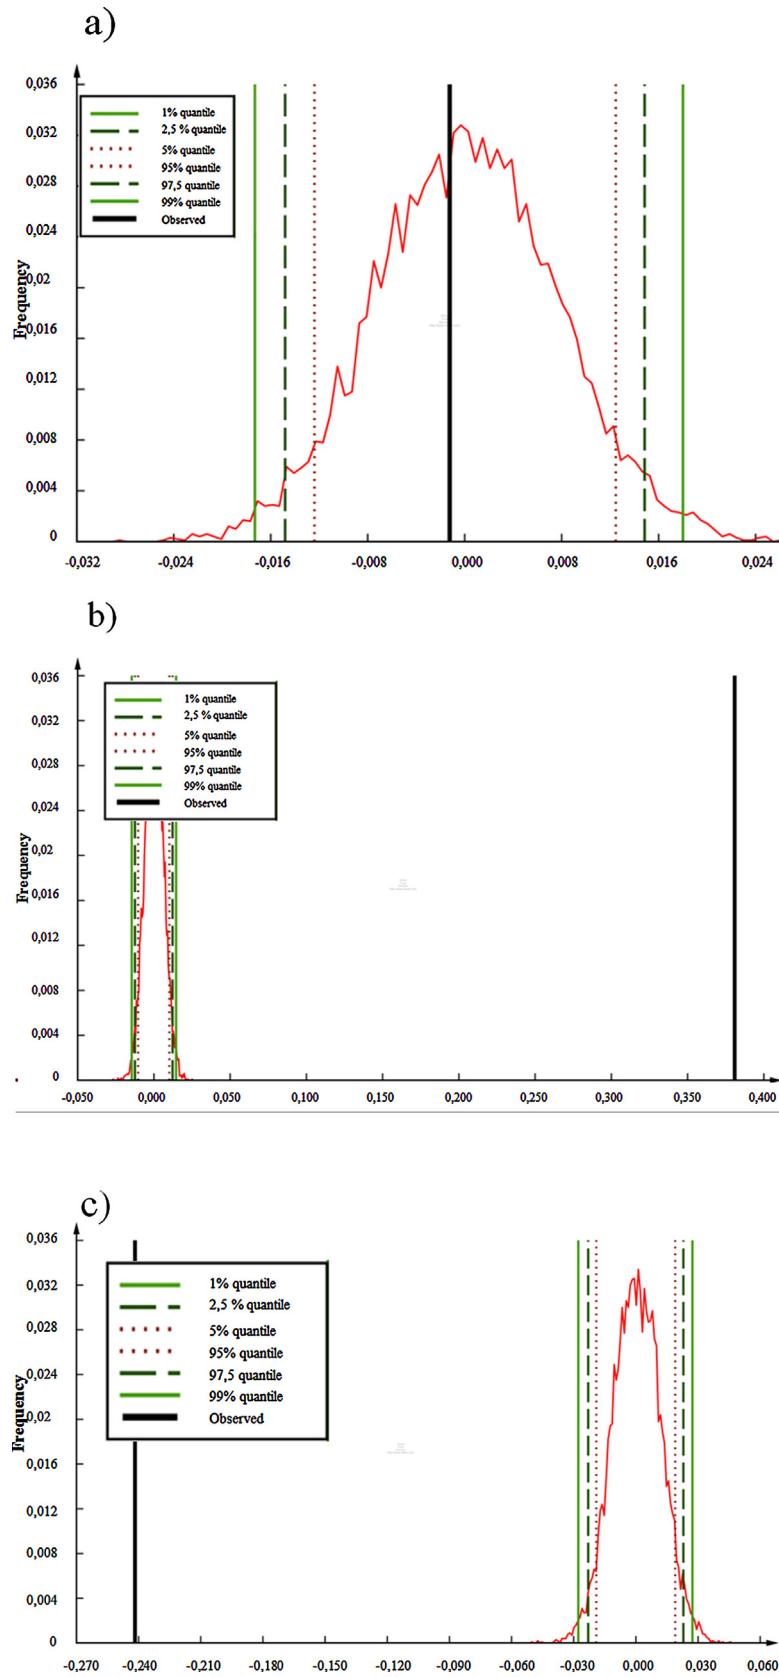 a)
0,036
0,032
0,028
0,024
0,02
0,016
0,012
0,008
0,004
0
Frequency
1% quantile
2,5 % quantile
5% quantile
95% quantile
97,5 quantile
99% quantile
Observed
-0,032 -0,024 -0,016 -0,008 0,000 0,008 0,016 0,024
b)
0,036
0,032
0,028
0,024
0,02
0,016
0,012
0,008
0,004
0
Frequency
1% quantile
2,5 % quantile
5% quantile
95% quantile
97,5 quantile
99% quantile
Observed
-0,050 0,000 0,050 0,100 0,150 0,200 0,250 0,300 0,350 0,400
c)
0,036
0,032
0,028
0,024
0,02
0,016
0,012
0,008
0,004
0
Frequency
1% quantile
2,5 % quantile
5% quantile
95% quantile
97,5 quantile
99% quantile
Observed
-0,270 -0,240 -0,210 -0,180 -0,150 -0,120 -0,090 -0,060 -0,030 0,000 0,030 0,060